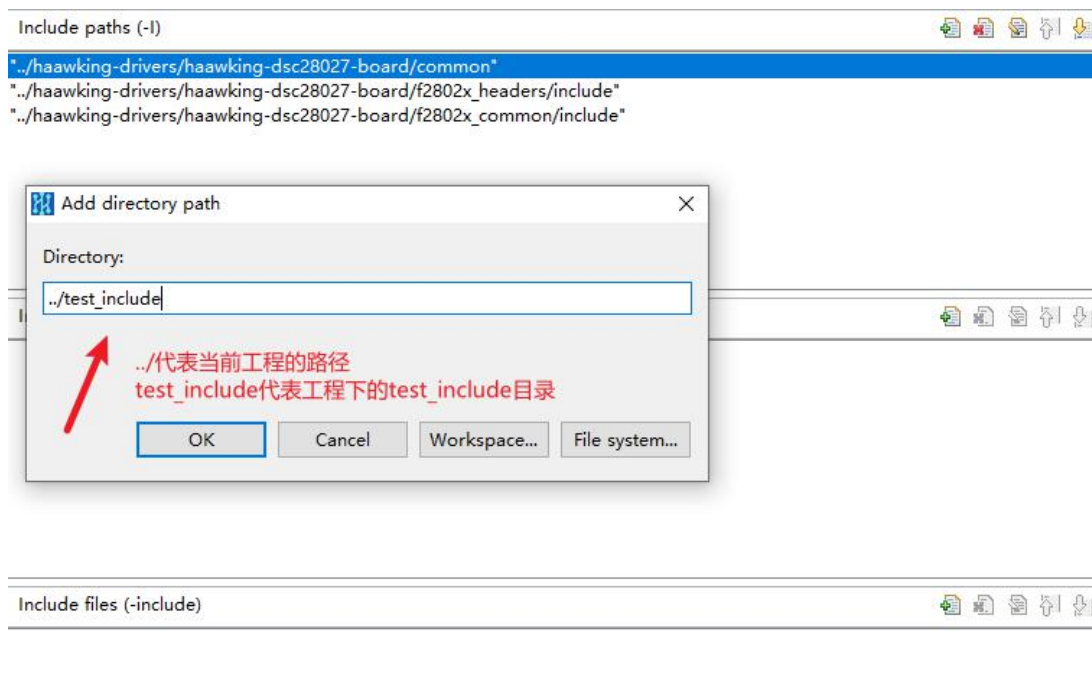 Include paths (-I)
"../haawking-drivers/haawking-dsc28027-board/common"
"../haawking-drivers/haawking-dsc28027-board/f2802x_headers/include"
"../haawking-drivers/haawking-dsc28027-board/f2802x_common/include"
Add directory path
Directory:
../test_include
../代表当前工程的路径
test_include代表工程下的test_include目录
OK Cancel Workspace... File system...
Include files (-include)